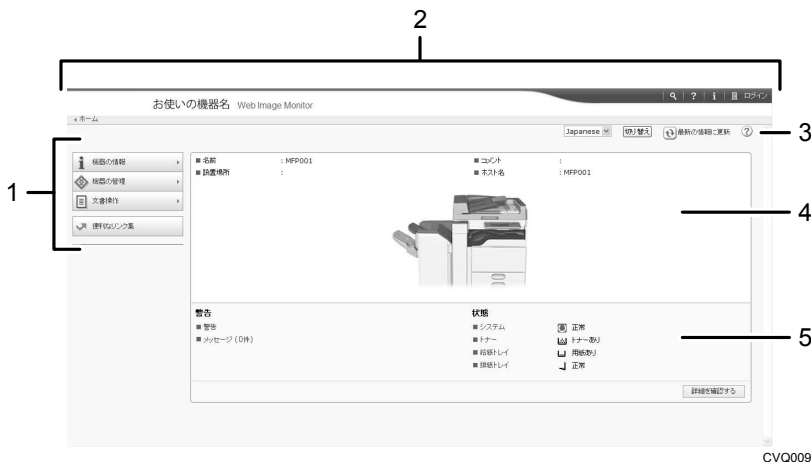 2
お使いの機器名 Web Image Monitor
ログイン
ホーム
Japanese 切り替え 最新の情報に更新
3
1
機器の情報
機器の管理
文書操作
便利なリンク集
■ 名前 : MFP001
■ 設置場所 :
■ コメント :
■ ホスト名 : MFP001
4
警告
■ 警告
■ メッセージ (0件)
状態
■ システム 正常
■ トナー トナーあり
■ 給紙トレイ 用紙あり
■ 排紙トレイ 正常
5
詳細を確認する
CVQ009